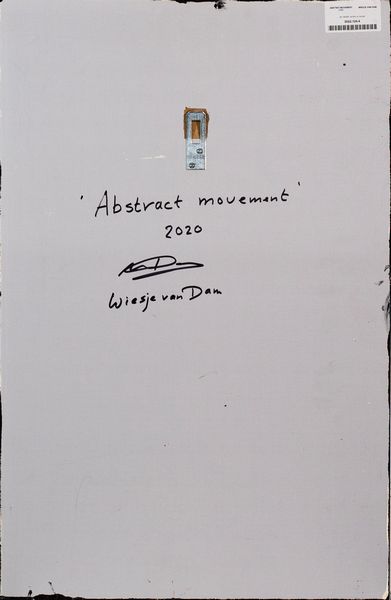 'Abstract movement'
2020
Wiesje van Dam